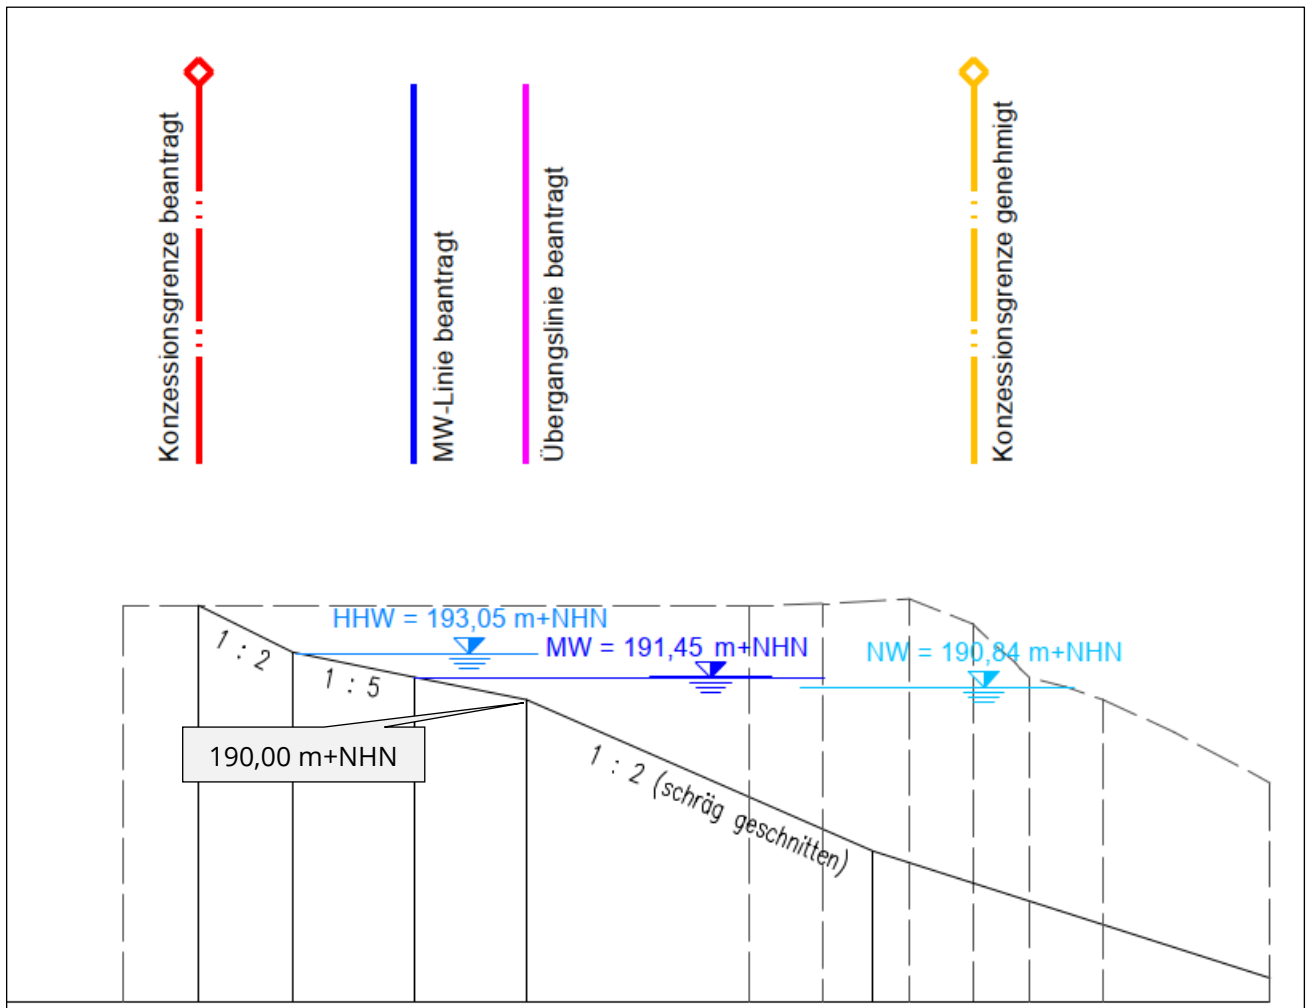 Konzessionsgrenze beantragt
MW-Linie beantragt
Übergangslinie beantragt
Konzessionsgrenze genehmigt
HHW = 193,05 m+NHN
MW = 191,45 m+NHN
NW = 190,84 m+NHN
1 : 2
1 : 5
190,00 m+NHN
1 : 2 (schräg geschnitten)